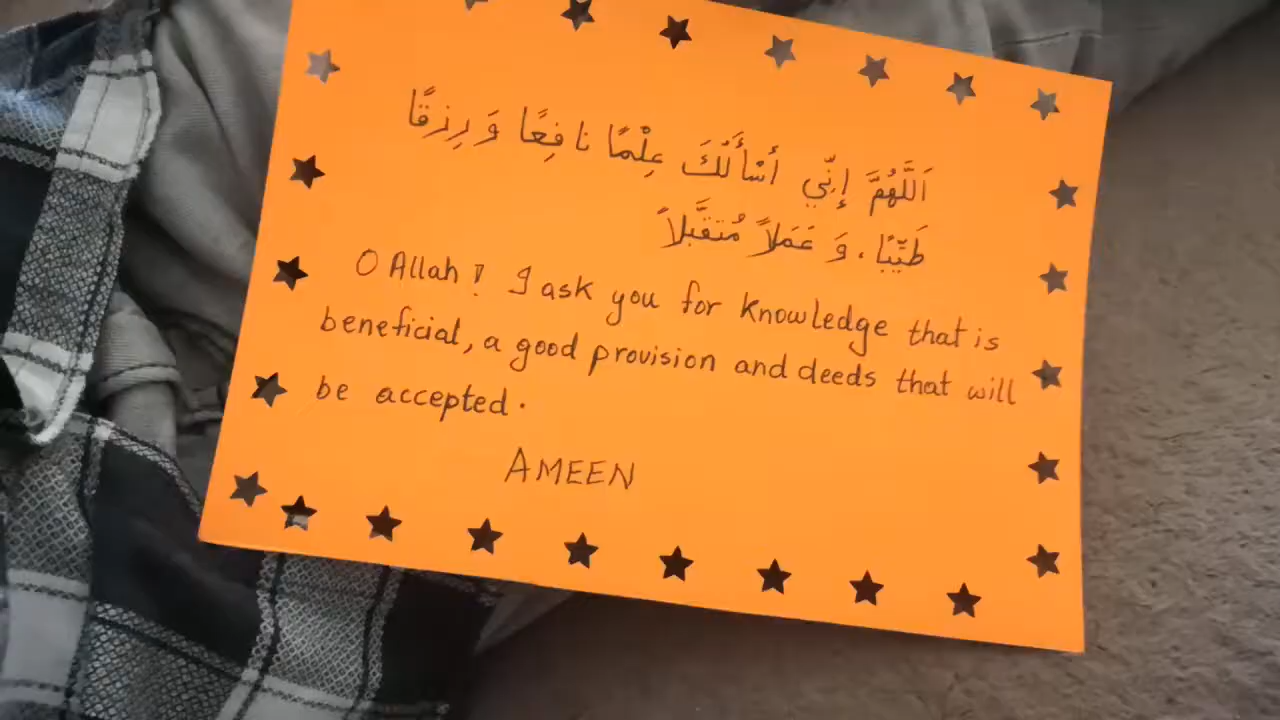 اَللَّهُمَّ إِنِّي أَسْأَلُكَ عِلْمًا نَافِعًا وَ رِزْقًا
طَيِّبًا، وَ عَمَلاً مُتَقَبَّلاً
O Allah! I ask you for knowledge that is
beneficial, a good provision and deeds that will
be accepted.
AMEEN